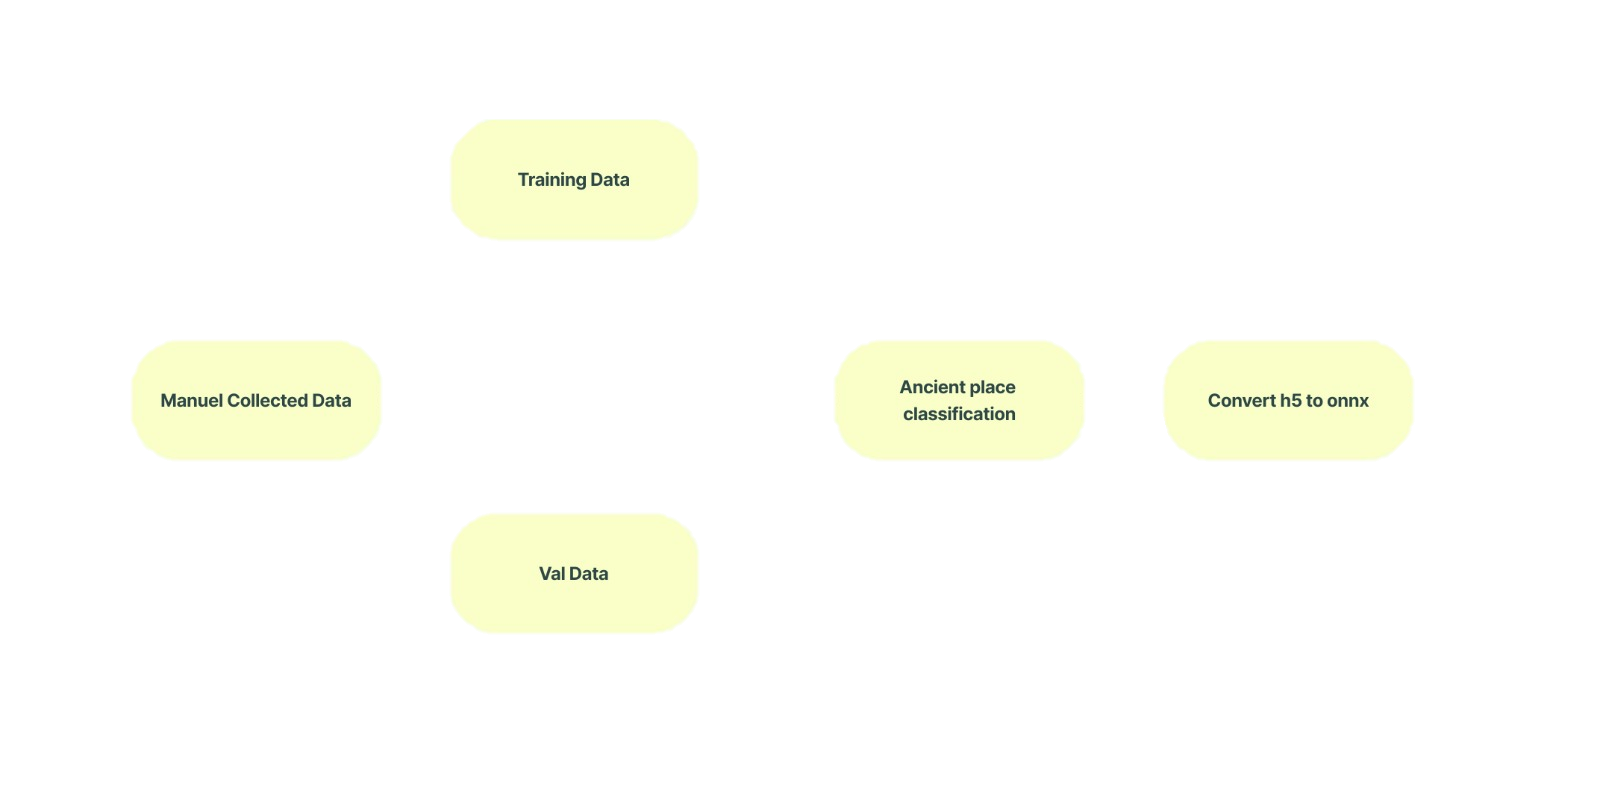 Training Data
Manuel Collected Data
Ancient place
classification
Convert h5 to onnx
Val Data